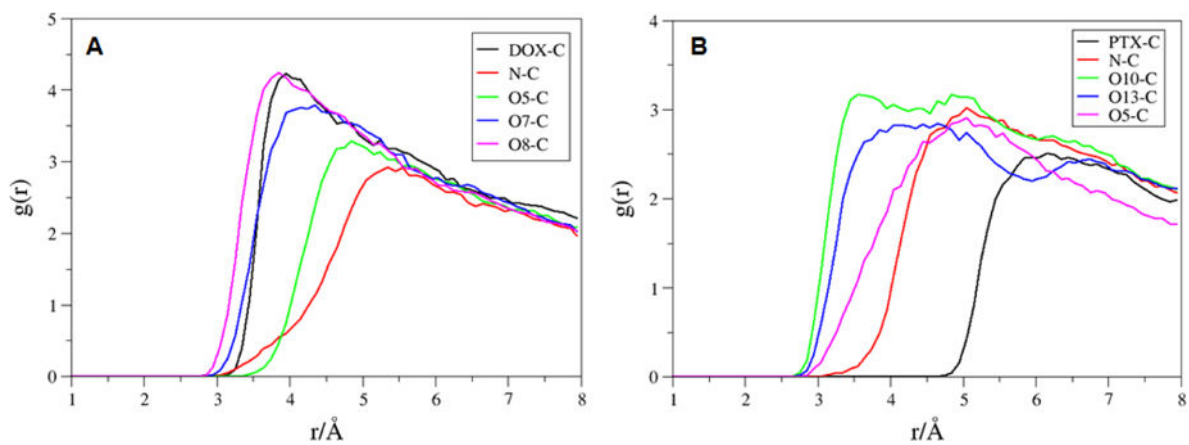 A
DOX-C
N-C
O5-C
O7-C
O8-C
g(r)
5
4
3
2
1
0
1 2 3 4 5 6 7 8
r/Å
B
PTX-C
N-C
O10-C
O13-C
O5-C
g(r)
4
3
2
1
0
1 2 3 4 5 6 7 8
r/Å